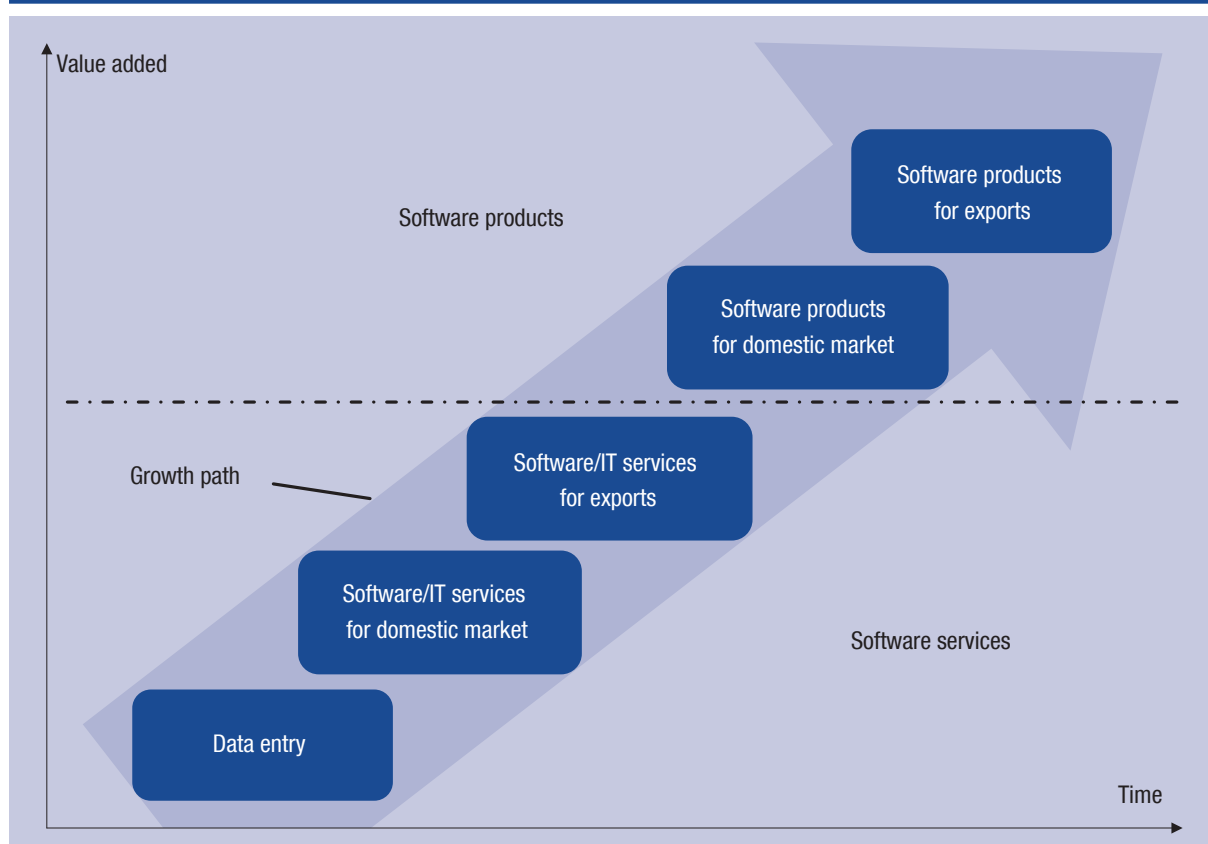 Value added
Software products
for exports
Software products
Software products
for domestic market
Growth path
Software/IT services
for exports
Software/IT services
for domestic market
Software services
Data entry
Time